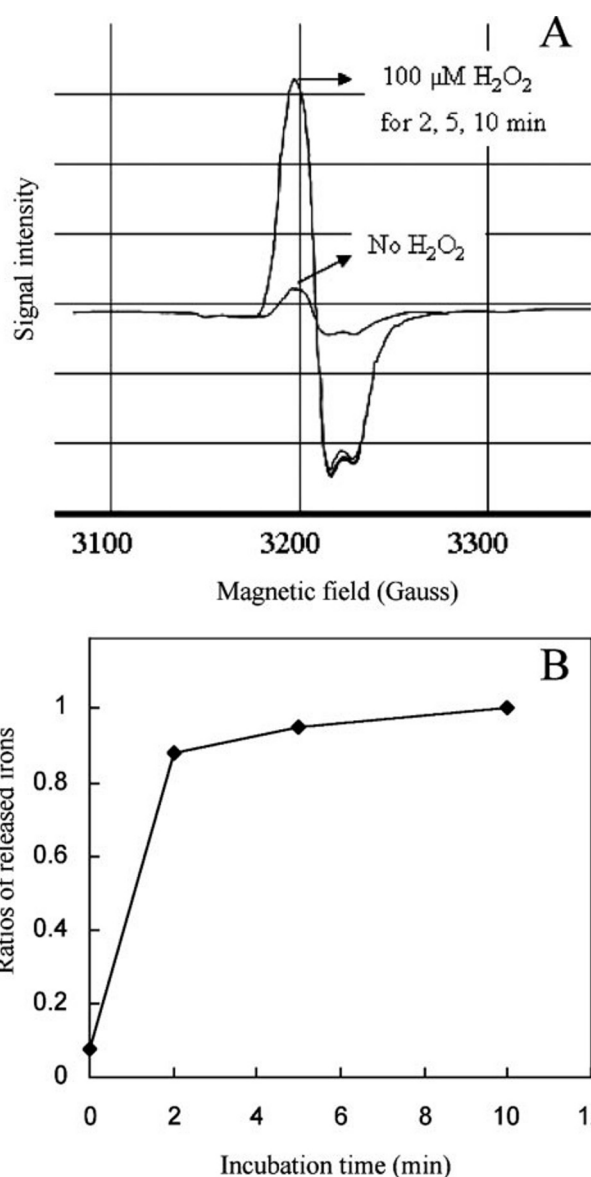 A
100 μM H₂O₂
for 2, 5, 10 min
No H₂O₂
Signal intensity
3100 3200 3300
Magnetic field (Gauss)
B
Ratios of released irons
1
0.8
0.6
0.4
0.2
0
0 2 4 6 8 10 1
Incubation time (min)